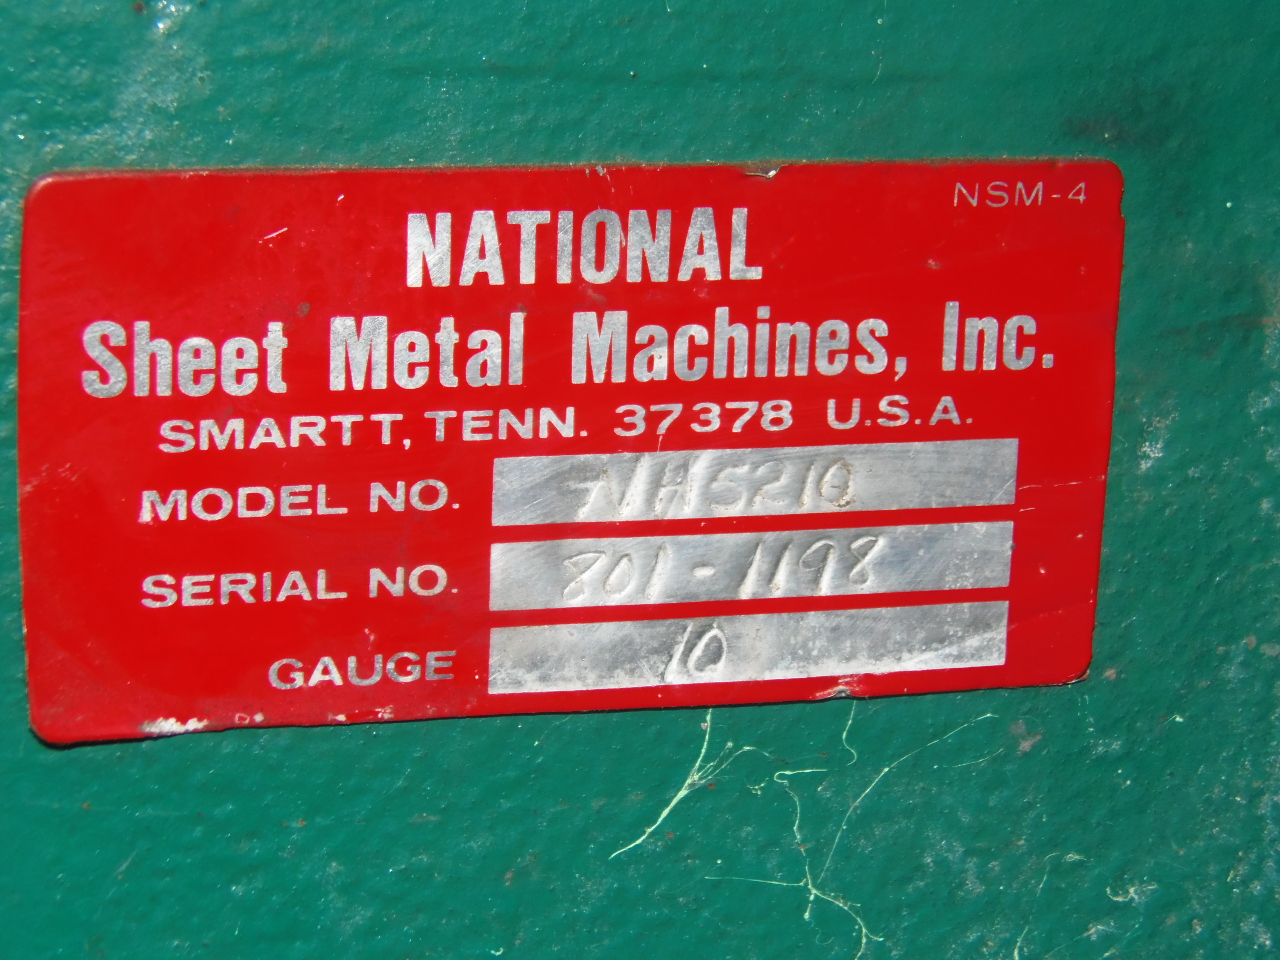 NSM-4
NATIONAL
Sheet Metal Machines, Inc.
SMARTT, TENN. 37378 U.S.A.
MODEL NO. NH5210
SERIAL NO. 801-1198
GAUGE 10